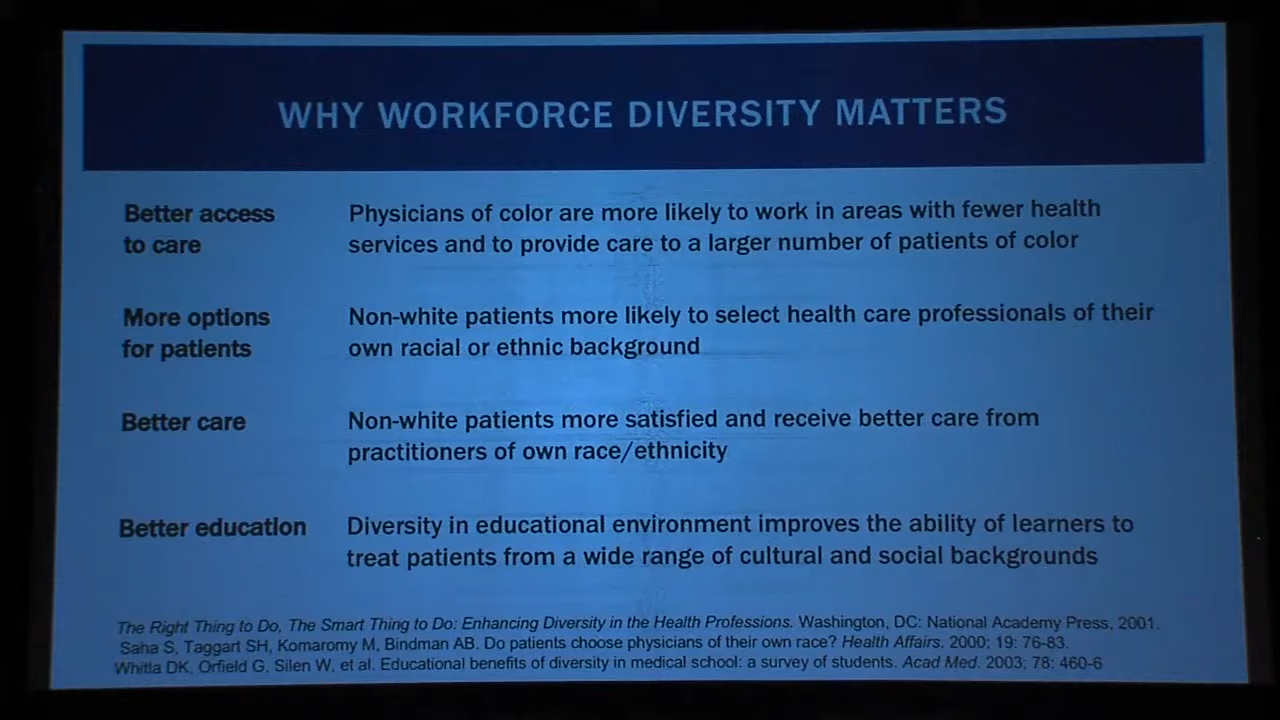 WHY WORKFORCE DIVERSITY MATTERS
Better access
to care
Physicians of color are more likely to work in areas with fewer health
services and to provide care to a larger number of patients of color
More options
for patients
Non-white patients more likely to select health care professionals of their
own racial or ethnic background
Better care
Non-white patients more satisfied and receive better care from
practitioners of own race/ethnicity
Better education
Diversity in educational environment improves the ability of learners to
treat patients from a wide range of cultural and social backgrounds
The Right Thing to Do, The Smart Thing to Do: Enhancing Diversity in the Health Professions. Washington, DC: National Academy Press, 2001.
Saha S, Taggart SH, Komaromy M, Bindman AB. Do patients choose physicians of their own race? Health Affairs. 2000; 19: 76-83.
Whitla DK, Orfield G, Silen W, et al. Educational benefits of diversity in medical school: a survey of students. Acad Med. 2003; 78: 460-6